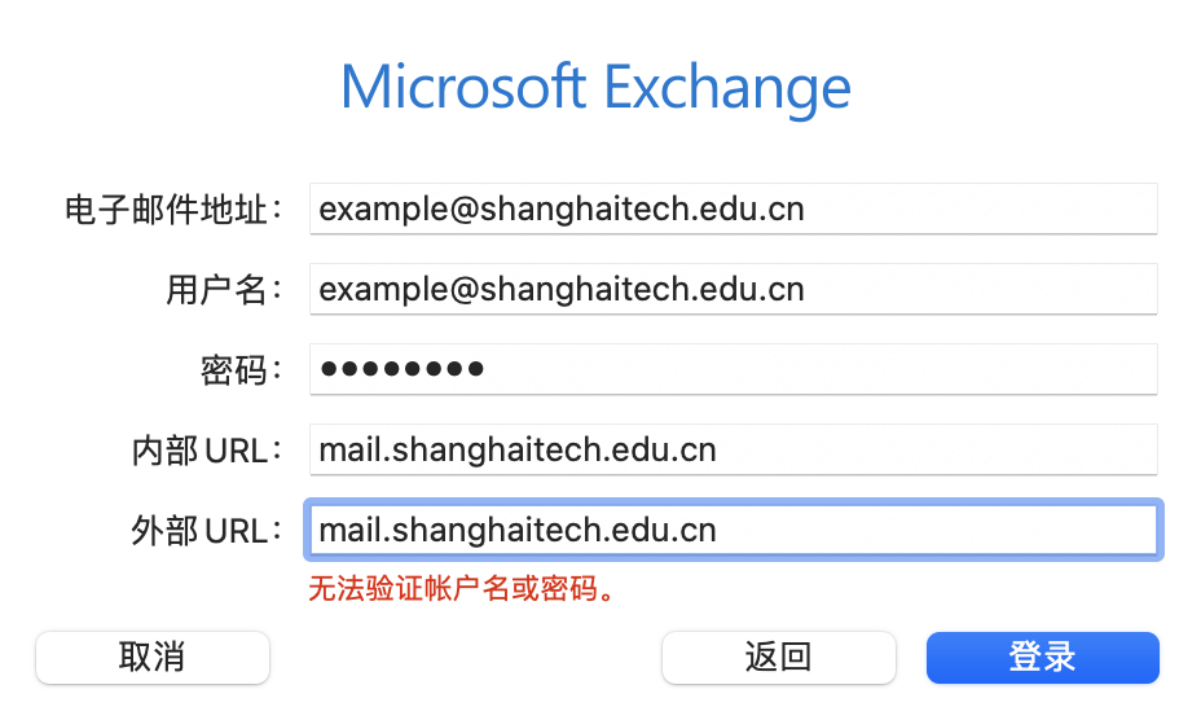 Microsoft Exchange
电子邮件地址： example@shanghaitech.edu.cn
用户名： example@shanghaitech.edu.cn
密码： ●●●●●●●●
内部 URL： mail.shanghaitech.edu.cn
外部 URL： mail.shanghaitech.edu.cn
无法验证帐户名或密码。
取消 返回 登录